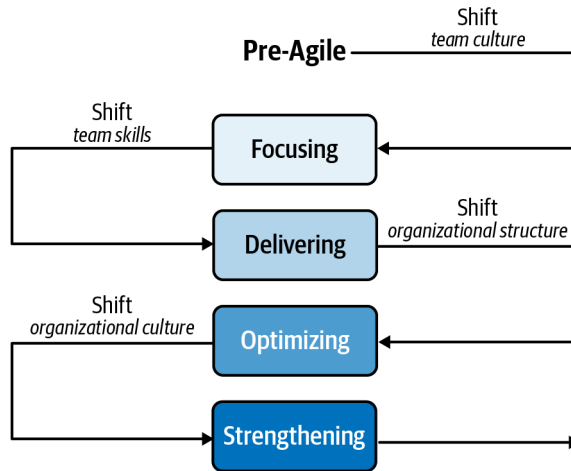 Shift
team culture
Pre-Agile
Shift
team skills
Focusing
Shift
organizational structure
Delivering
Shift
organizational culture
Optimizing
Strengthening